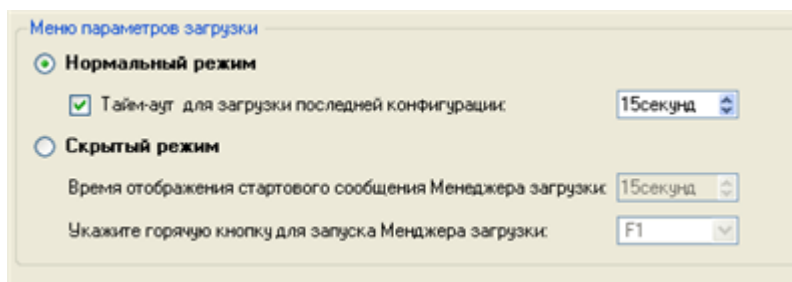 Меню параметров загрузки
Нормальный режим
Тайм-аут для загрузки последней конфигурации: 15секунд
Скрытый режим
Время отображения стартового сообщения Менеджера загрузки: 15секунд
Укажите горячую кнопку для запуска Менджера загрузки: F1